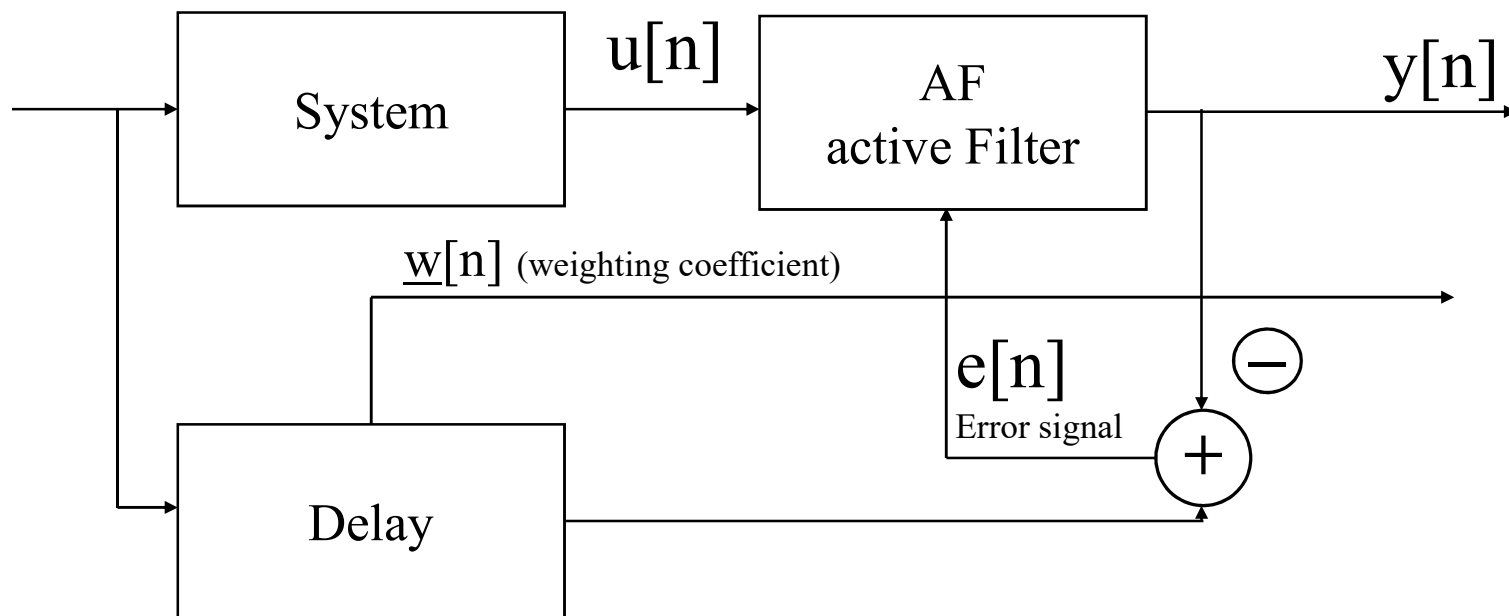 u[n]
y[n]
System
AF
active Filter
w[n] (weighting coefficient)
−
e[n]
Error signal
+
Delay